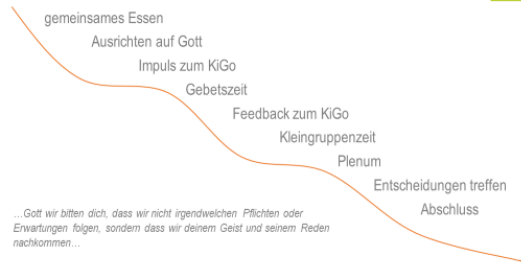 gemeinsames Essen
Ausrichten auf Gott
Impuls zum KiGo
Gebetszeit
Feedback zum KiGo
Kleingruppenzeit
Plenum
Entscheidungen treffen
Abschluss
…Gott wir bitten dich, dass wir nicht irgendwelchen Pflichten oder
Erwartungen folgen, sondern dass wir deinem Geist und seinem Reden
nachkommen…